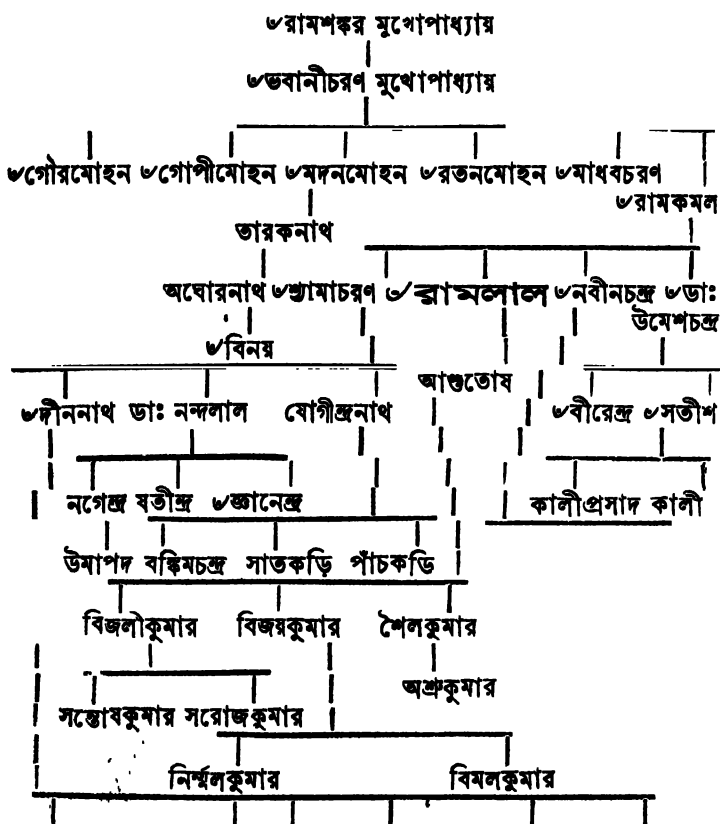 ৺রামশঙ্কর মুখোপাধ্যায়
৺ভবানীচরণ মুখোপাধ্যায়
৺গৌরমোহন ৺গোপীমোহন ৺মদনমোহন ৺রতনমোহন ৺মাধবচরণ
৺রামকমল
তারকনাথ
অঘোরনাথ ৺শ্যামাচরণ ৺রামলাল ৺নবীনচন্দ্র ৺ডাঃ
উমেশচন্দ্র
৺বিনয়
আশুতোষ
৺দীননাথ ডাঃ নন্দলাল যোগীন্দ্রনাথ ৺বীরেন্দ্র ৺সতীশ
নগেন্দ্র যতীন্দ্র ৺জ্ঞানেন্দ্র কালীপ্রসাদ কালী
উমাপদ বঙ্কিমচন্দ্র সাতকড়ি পাঁচকড়ি
বিজলীকুমার বিজয়কুমার শৈলকুমার
অশ্রুকুমার
সন্তোষকুমার সরোজকুমার
নির্ম্মলকুমার বিমলকুমার